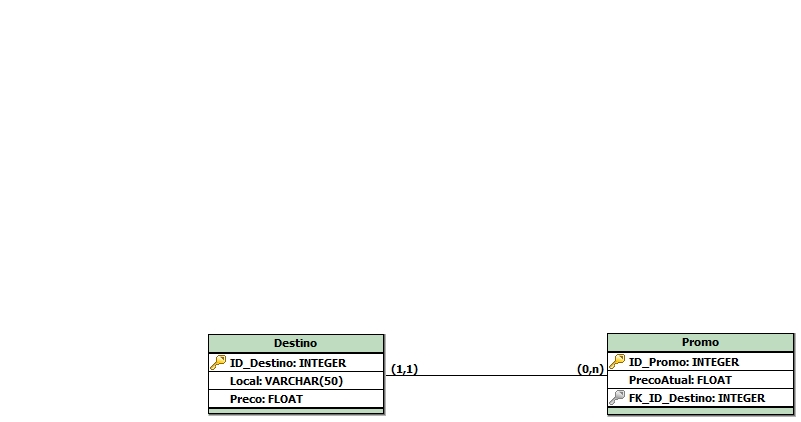 Destino
ID_Destino: INTEGER
Local: VARCHAR(50)
Preco: FLOAT
(1,1)
(0,n)
Promo
ID_Promo: INTEGER
PrecoAtual: FLOAT
FK_ID_Destino: INTEGER